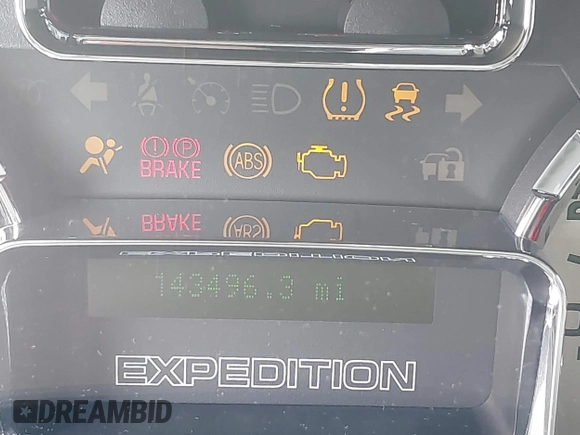 BRAKE
ABS
143496.3 mi
EXPEDITION
DREAMBID